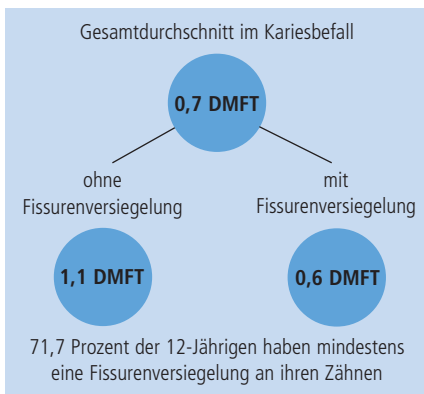 Gesamtdurchschnitt im Kariesbefall
0,7 DMFT
ohne
Fissurenversiegelung
mit
Fissurenversiegelung
1,1 DMFT
0,6 DMFT
71,7 Prozent der 12-Jährigen haben mindestens
eine Fissurenversiegelung an ihren Zähnen